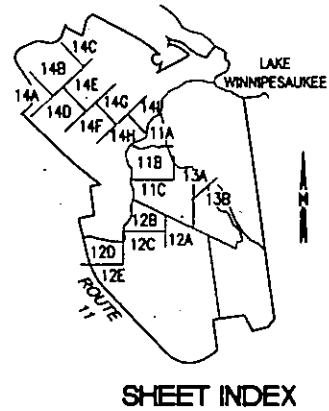 14C
14B
LAKE
WINNIPESAUKEE
14E
14A
14G
14D
14I
14F
14H
11A
11B
13A
11C
13B
12B
12C
12A
12D
12E
ROUTE
11
N
SHEET INDEX